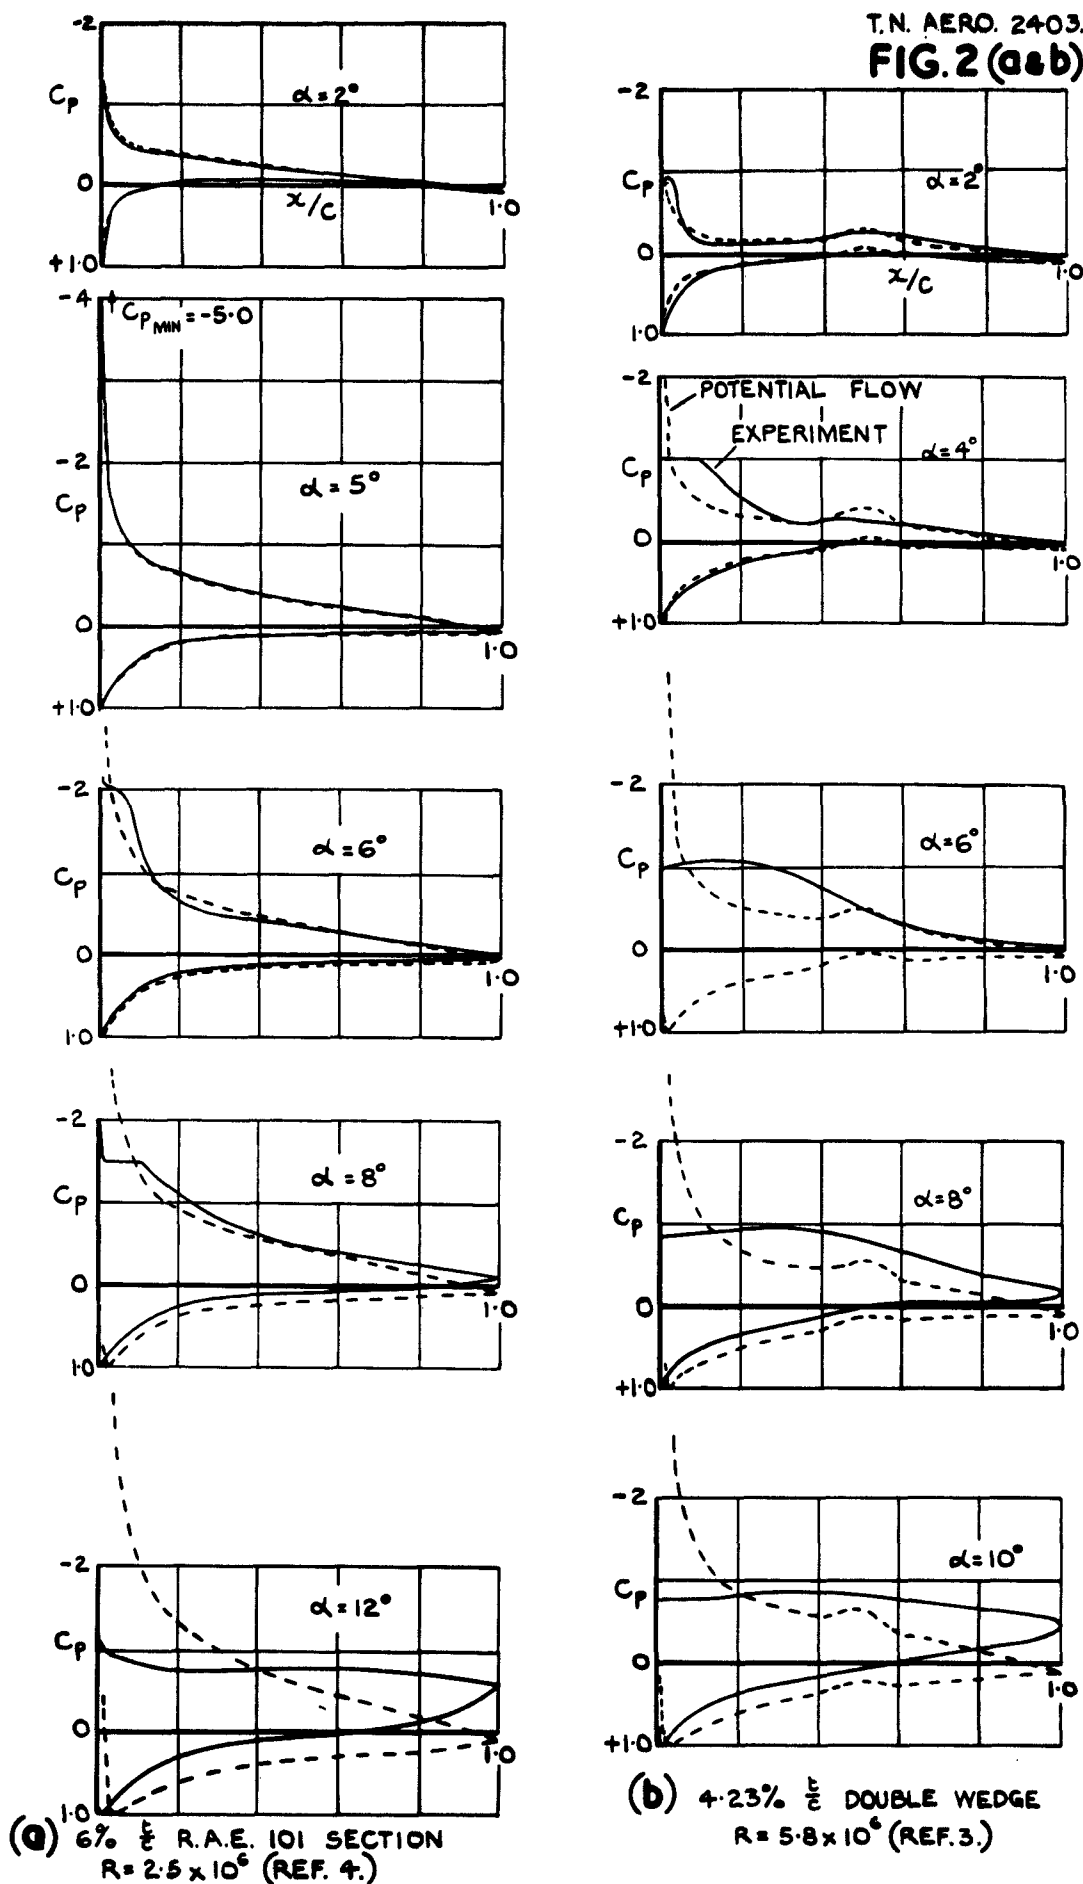 T.N. AERO. 2403.
FIG. 2 (a&b)
-2
Cp
α = 2°
0
x/c
1.0
+1.0
-4
Cp MIN = -5.0
-2
α = 5°
Cp
0
1.0
+1.0
-2
α = 6°
Cp
0
1.0
1.0
-2
α = 8°
Cp
0
1.0
1.0
-2
α = 12°
Cp
0
1.0
1.0
(a) 6% t/c R.A.E. 101 SECTION
R = 2.5 x 10⁶ (REF. 4.)
-2
Cp
α = 2°
0
x/c
1.0
1.0
-2
POTENTIAL FLOW
EXPERIMENT
Cp
α = 4°
0
1.0
+1.0
-2
α = 6°
Cp
0
1.0
+1.0
-2
α = 8°
Cp
0
1.0
+1.0
-2
α = 10°
Cp
0
1.0
+1.0
(b) 4.23% t/c DOUBLE WEDGE
R = 5.8 x 10⁶ (REF. 3.)